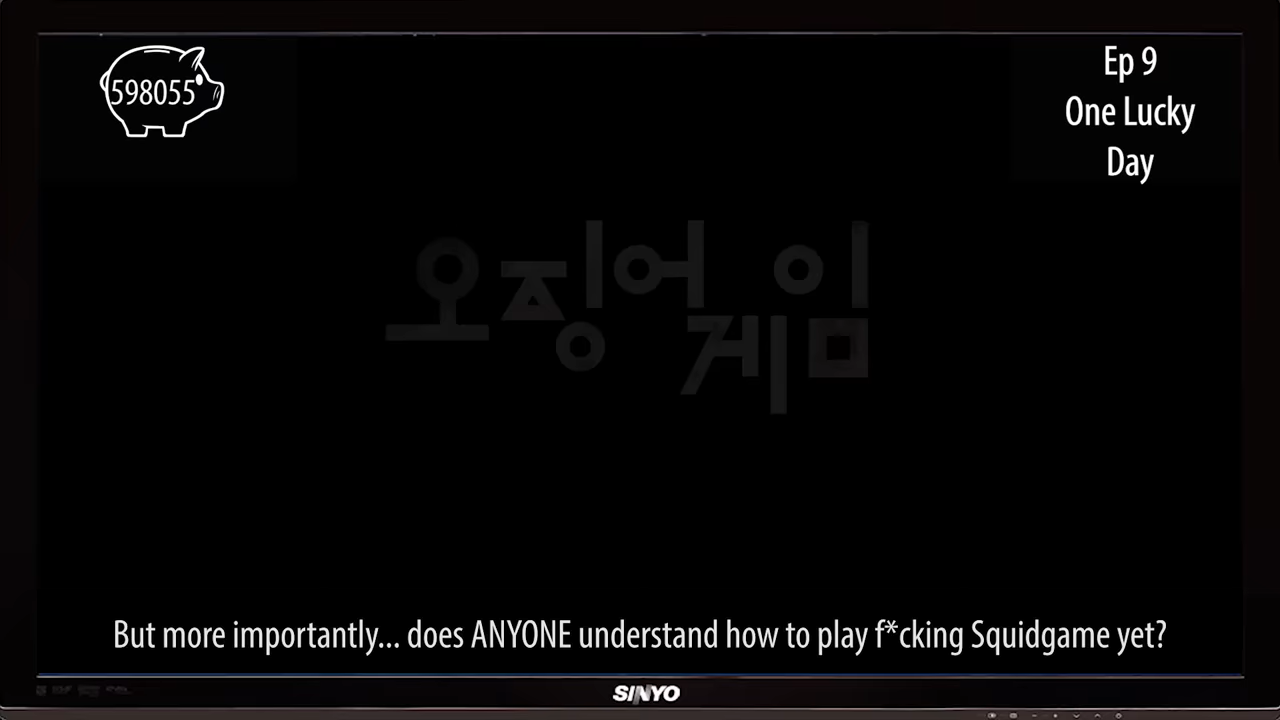 598055
Ep 9
One Lucky
Day
오징어 게임
But more importantly... does ANYONE understand how to play f*cking Squidgame yet?
SINYO